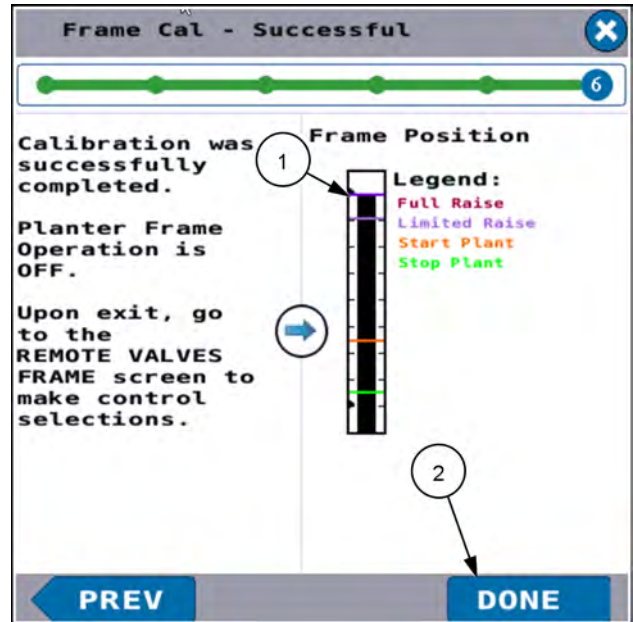 Frame Cal - Successful
6
Calibration was
successfully
completed.
Planter Frame
Operation is
OFF.
Upon exit, go
to the
REMOTE VALVES
FRAME screen to
make control
selections.
Frame Position
1
Legend:
Full Raise
Limited Raise
Start Plant
Stop Plant
2
PREV
DONE